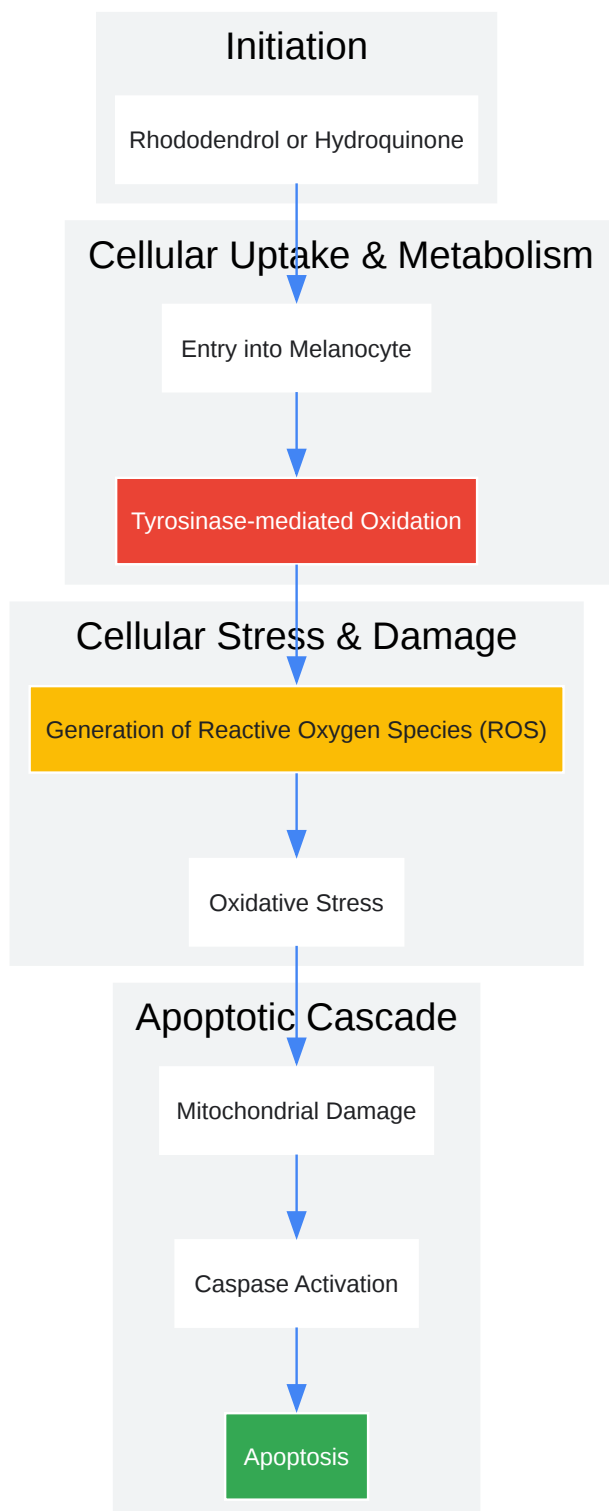 Initiation
Rhododendrol or Hydroquinone
Cellular Uptake & Metabolism
Entry into Melanocyte
Tyrosinase-mediated Oxidation
Cellular Stress & Damage
Generation of Reactive Oxygen Species (ROS)
Oxidative Stress
Apoptotic Cascade
Mitochondrial Damage
Caspase Activation
Apoptosis